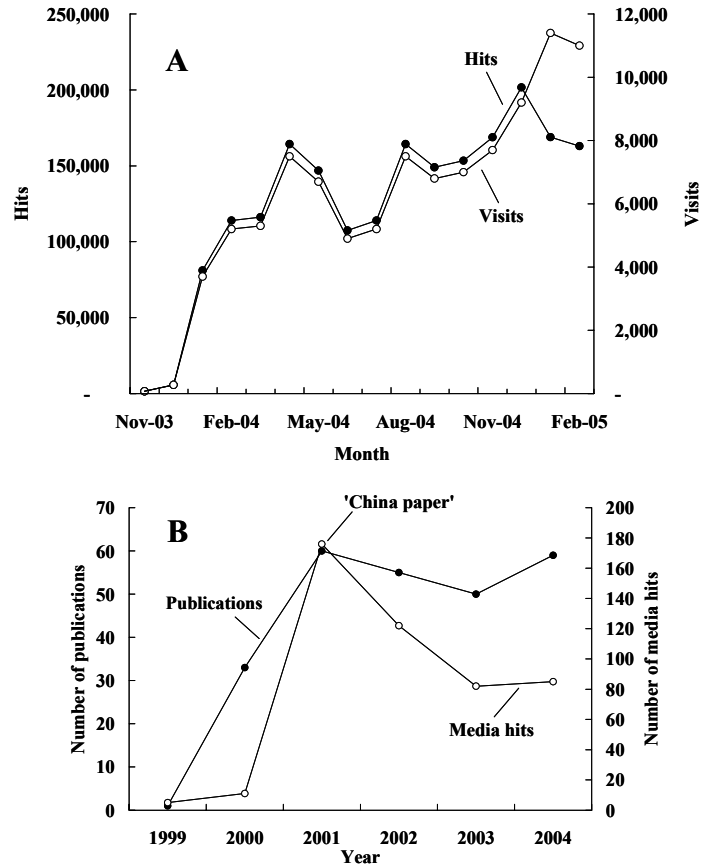 A
Hits
250,000
200,000
150,000
100,000
50,000
-
Hits
Visits
12,000
10,000
8,000
6,000
4,000
2,000
-
Visits
Nov-03 Feb-04 May-04 Aug-04 Nov-04 Feb-05
Month
B
'China paper'
Number of publications
70
60
50
40
30
20
10
0
Publications
Media hits
200
180
160
140
120
100
80
60
40
20
0
Number of media hits
1999 2000 2001 2002 2003 2004
Year